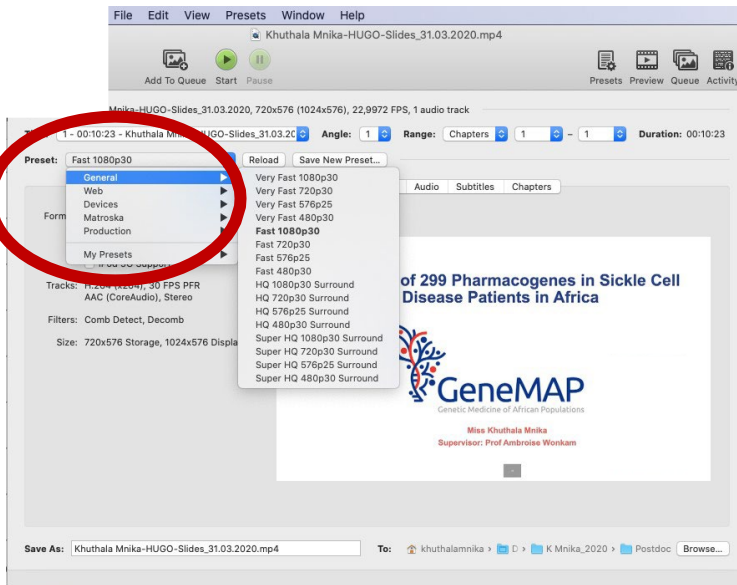 File Edit View Presets Window Help
Khuthala Mnika-HUGO-Slides_31.03.2020.mp4
Add To Queue Start Pause Presets Preview Queue Activity
Mnika-HUGO-Slides_31.03.2020, 720x576 (1024x576), 22,9972 FPS, 1 audio track
1 - 00:10:23 - Khuthala Mnika-HUGO-Slides_31.03.20 Angle: 1 Range: Chapters 1 – 1 Duration: 00:10:23
Preset: Fast 1080p30 Reload Save New Preset...
General
Web
Devices
Matroska
Production
My Presets
Very Fast 1080p30
Very Fast 720p30
Very Fast 576p25
Very Fast 480p30
Fast 1080p30
Fast 720p30
Fast 576p25
Fast 480p30
HQ 1080p30 Surround
HQ 720p30 Surround
HQ 576p25 Surround
HQ 480p30 Surround
Super HQ 1080p30 Surround
Super HQ 720p30 Surround
Super HQ 576p25 Surround
Super HQ 480p30 Surround
Audio Subtitles Chapters
Form
Tracks: H.264 (x264), 30 FPS PFR
AAC (CoreAudio), Stereo
Filters: Comb Detect, Decomb
Size: 720x576 Storage, 1024x576 Displa
of 299 Pharmacogenes in Sickle Cell
Disease Patients in Africa
GeneMAP
Genetic Medicine of African Populations
Miss Khuthala Mnika
Supervisor: Prof Ambroise Wonkam
Save As: Khuthala Mnika-HUGO-Slides_31.03.2020.mp4 To: khuthalamnika › D › K Mnika_2020 › Postdoc Browse...